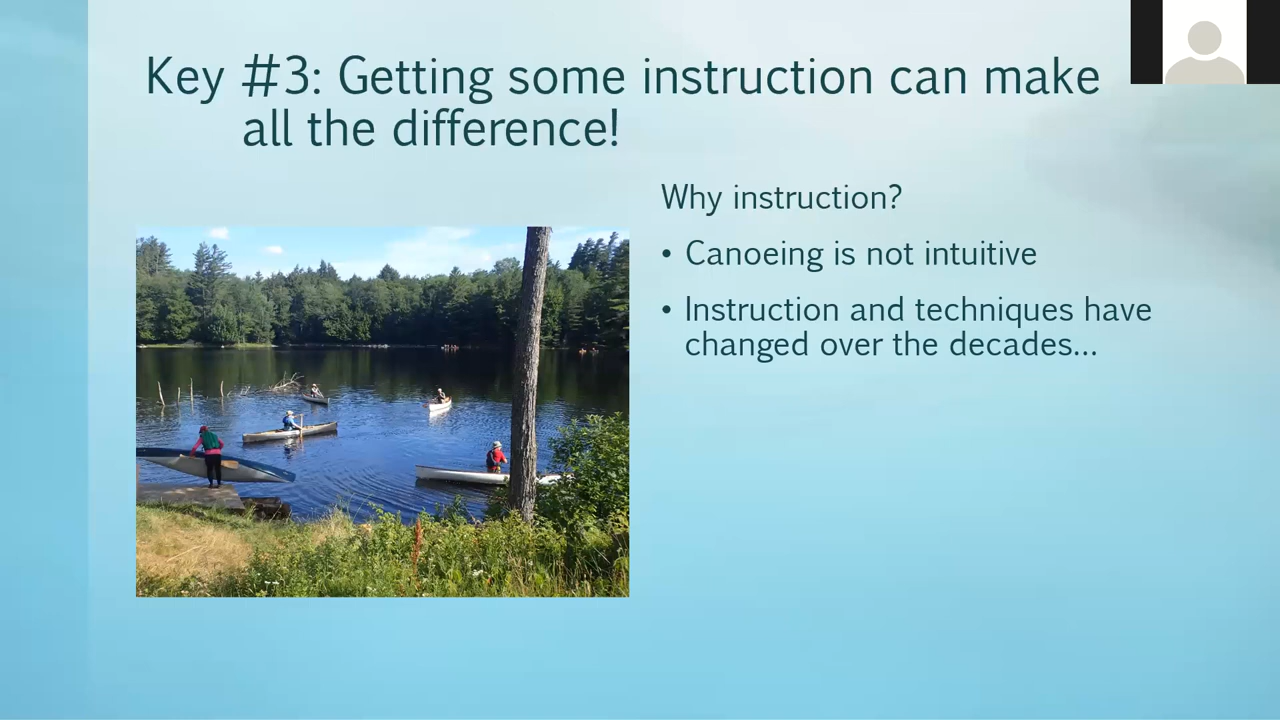 Key #3: Getting some instruction can make
all the difference!
Why instruction?
• Canoeing is not intuitive
• Instruction and techniques have
changed over the decades...